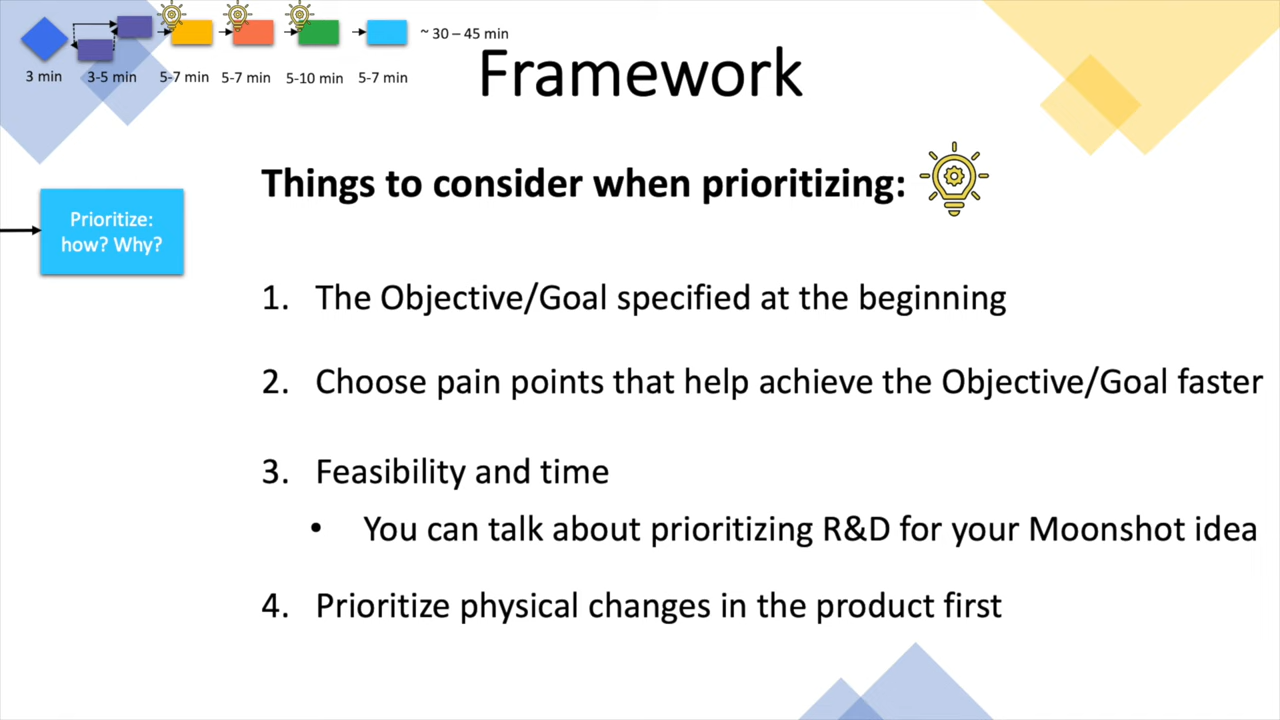 ~ 30 – 45 min
3 min
3-5 min
5-7 min
5-7 min
5-10 min
5-7 min
Framework
Things to consider when prioritizing:
Prioritize:
how? Why?
1. The Objective/Goal specified at the beginning
2. Choose pain points that help achieve the Objective/Goal faster
3. Feasibility and time
• You can talk about prioritizing R&D for your Moonshot idea
4. Prioritize physical changes in the product first